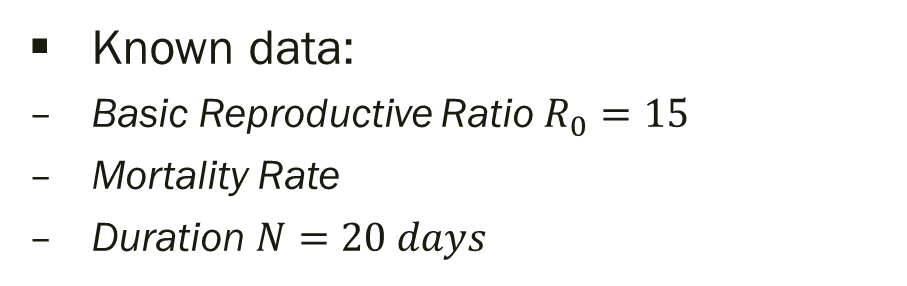 ▪ Known data:
– Basic Reproductive Ratio R₀ = 15
– Mortality Rate
– Duration N = 20 days